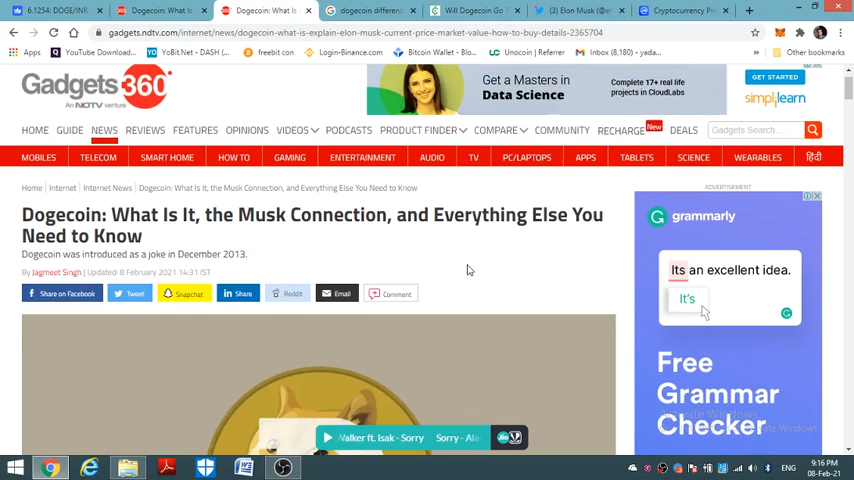 6.1254: DOGE/INR
Dogecoin: What Is It
Dogecoin: What Is It
dogecoin differenc
Will Dogecoin Go T
(3) Elon Musk (@el
Cryptocurrency Pri
gadgets.ndtv.com/internet/news/dogecoin-what-is-explain-elon-musk-current-price-market-value-how-to-buy-details-2365704
Apps
YouTube Download...
YoBit.Net - DASH (...
freebit con
Login-Binance.com
Bitcoin Wallet - Blo...
Unocoin | Referrer
Inbox (8,180) - yada...
Other bookmarks
Gadgets 360°
An NDTV venture
Get a Masters in
Data Science
Complete 17+ real life
projects in CloudLabs
GET STARTED
simplilearn
HOME GUIDE NEWS REVIEWS FEATURES OPINIONS VIDEOS PODCASTS PRODUCT FINDER COMPARE COMMUNITY RECHARGE New DEALS Gadgets Search...
MOBILES TELECOM SMART HOME HOW TO GAMING ENTERTAINMENT AUDIO TV PC/LAPTOPS APPS TABLETS SCIENCE WEARABLES हिंदी
Home Internet Internet News Dogecoin: What Is It, the Musk Connection, and Everything Else You Need to Know
ADVERTISEMENT
Dogecoin: What Is It, the Musk Connection, and Everything Else You
Need to Know
Dogecoin was introduced as a joke in December 2013.
By Jagmeet Singh | Updated: 8 February 2021 14:31 IST
Share on Facebook Tweet Snapchat Share Reddit Email Comment
grammarly
Its an excellent idea.
It's
Free
Grammar
Checker
Activate Windows
Walker ft. Isak - Sorry Sorry - Ala
Jio
ENG
9:16 PM
08-Feb-21